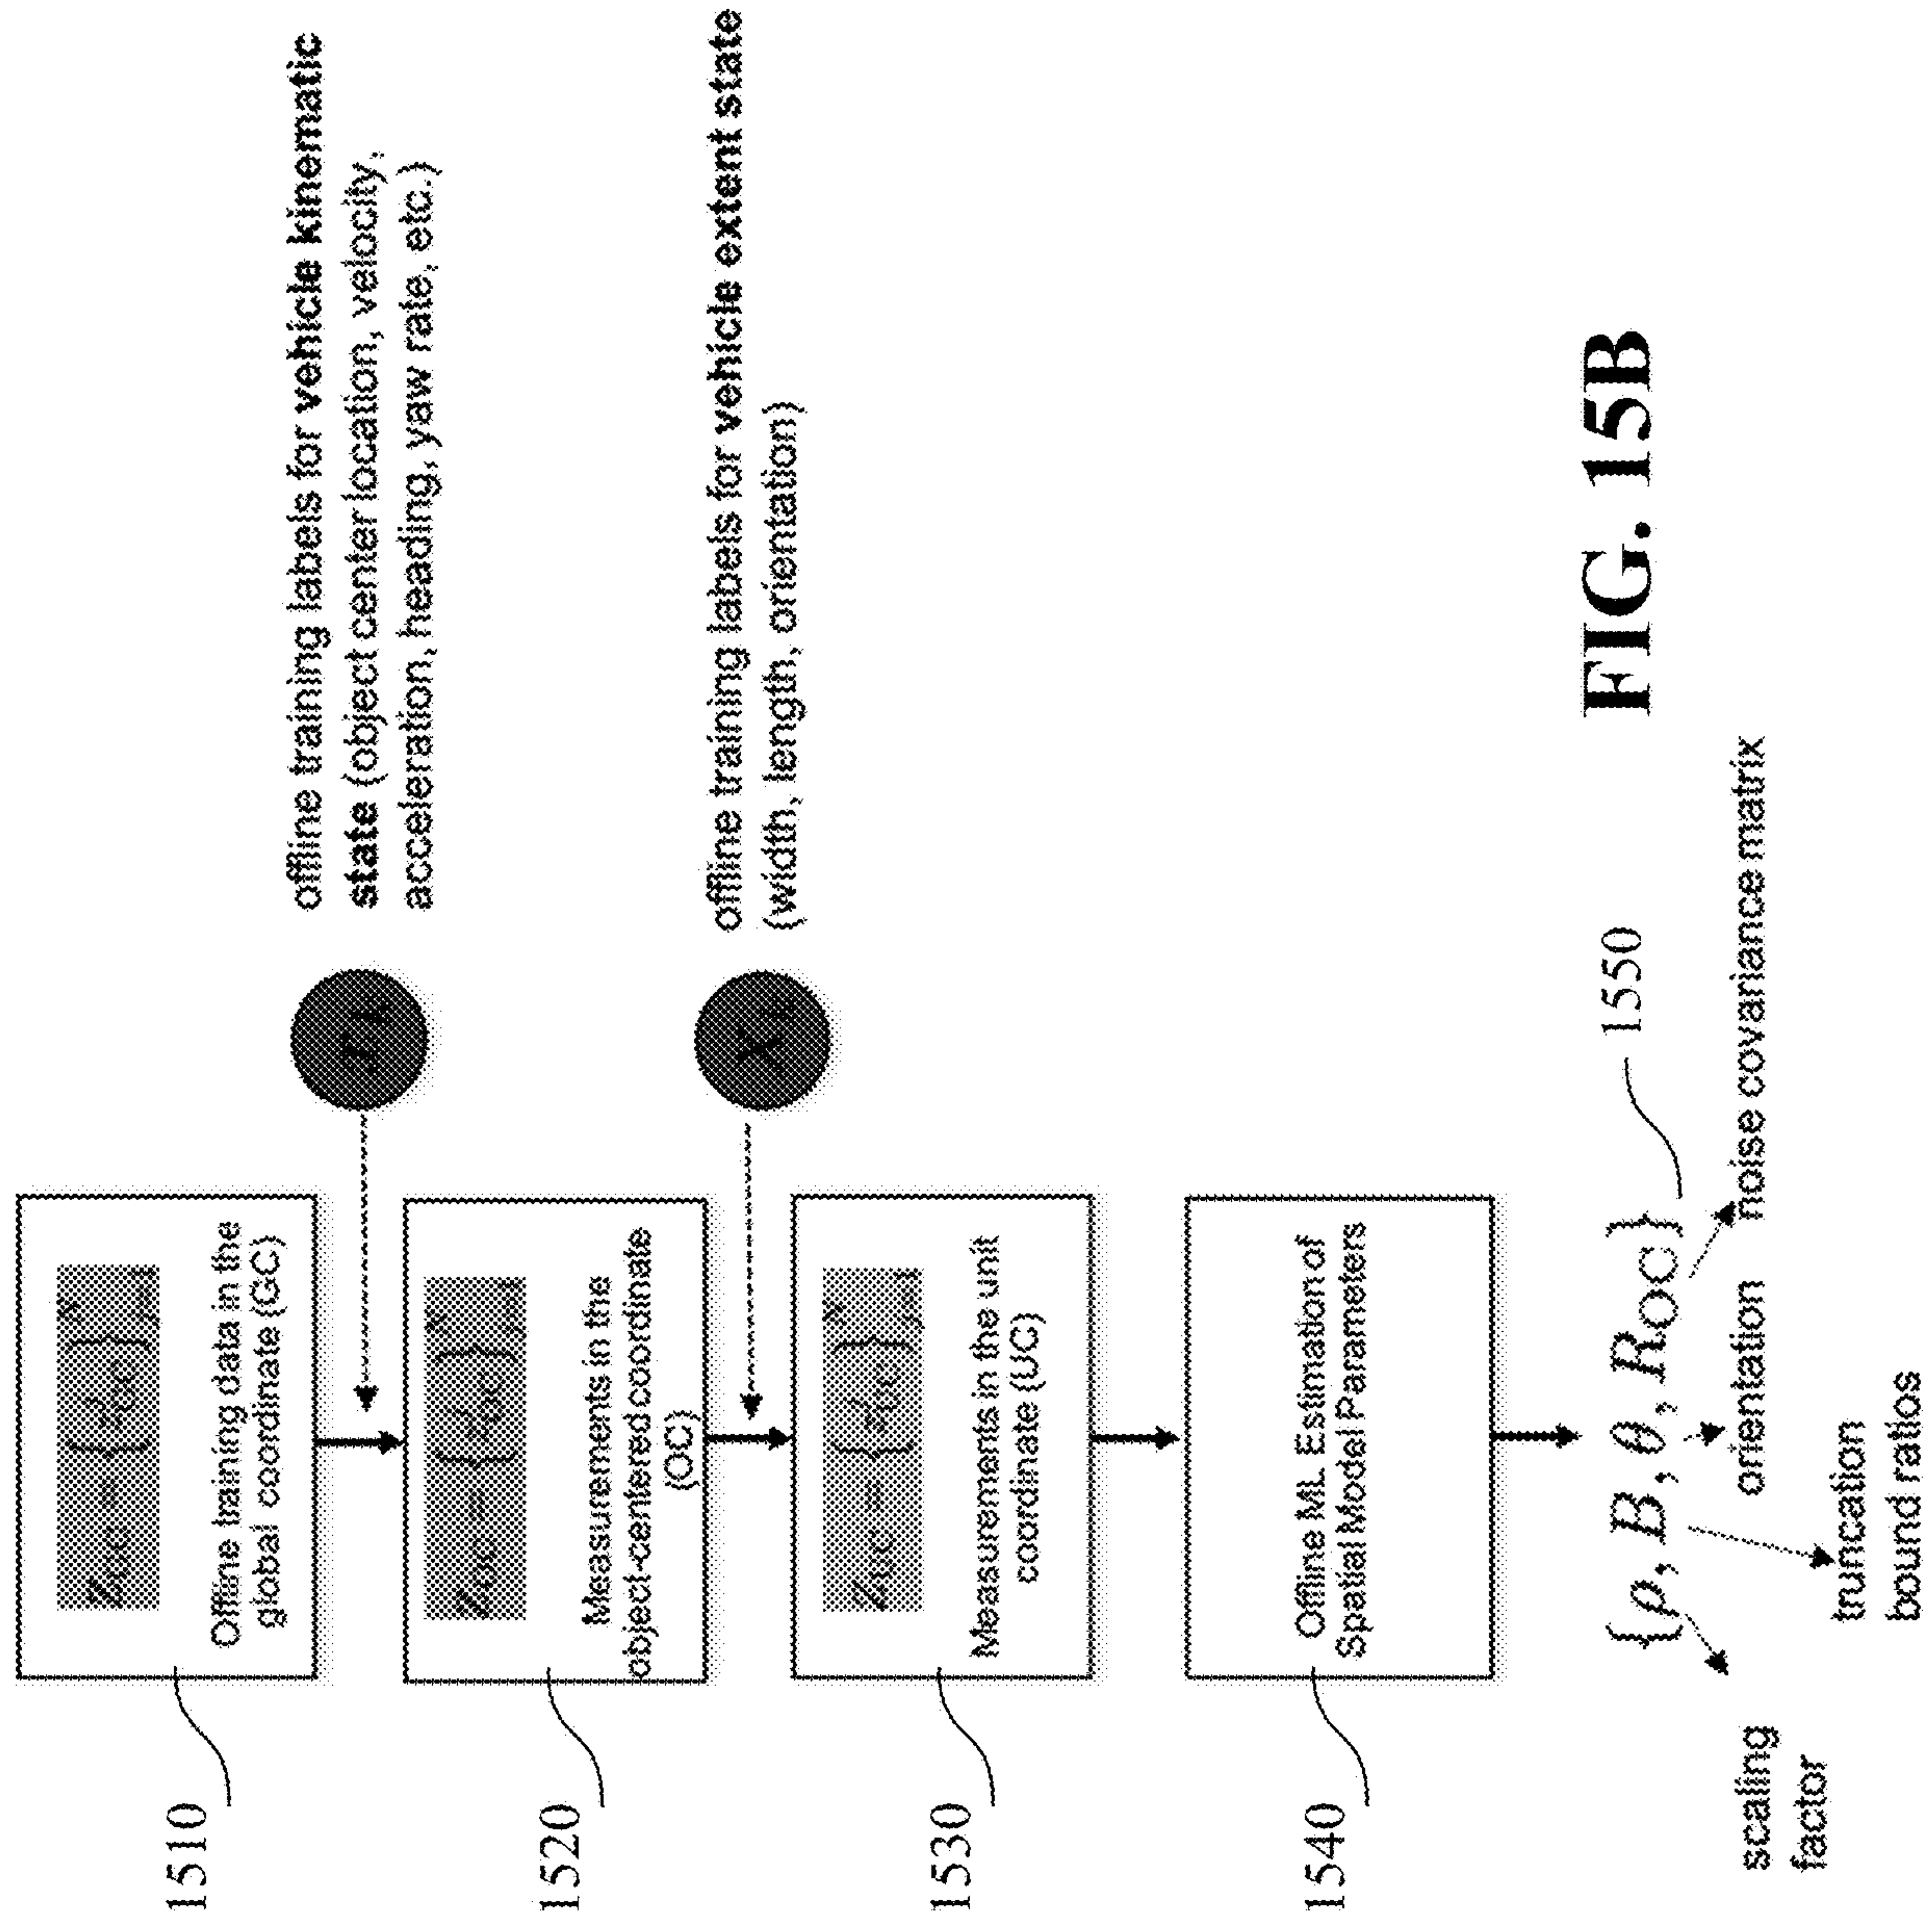 1510
Offline training data in the
global coordinate (GC)
offline training labels for vehicle kinematic
state (object center location, velocity,
acceleration, heading, yaw rate, etc.)
1520
Measurements in the
object-centered coordinate
(OC)
offline training labels for vehicle extent state
(width, length, orientation)
1530
Measurements in the unit
coordinate (UC)
1540
Offline ML Estimation of
Spatial Model Parameters
{ρ, B, θ, R_OC}
1550
scaling
factor
truncation
bound ratios
orientation
noise covariance matrix
FIG. 15B